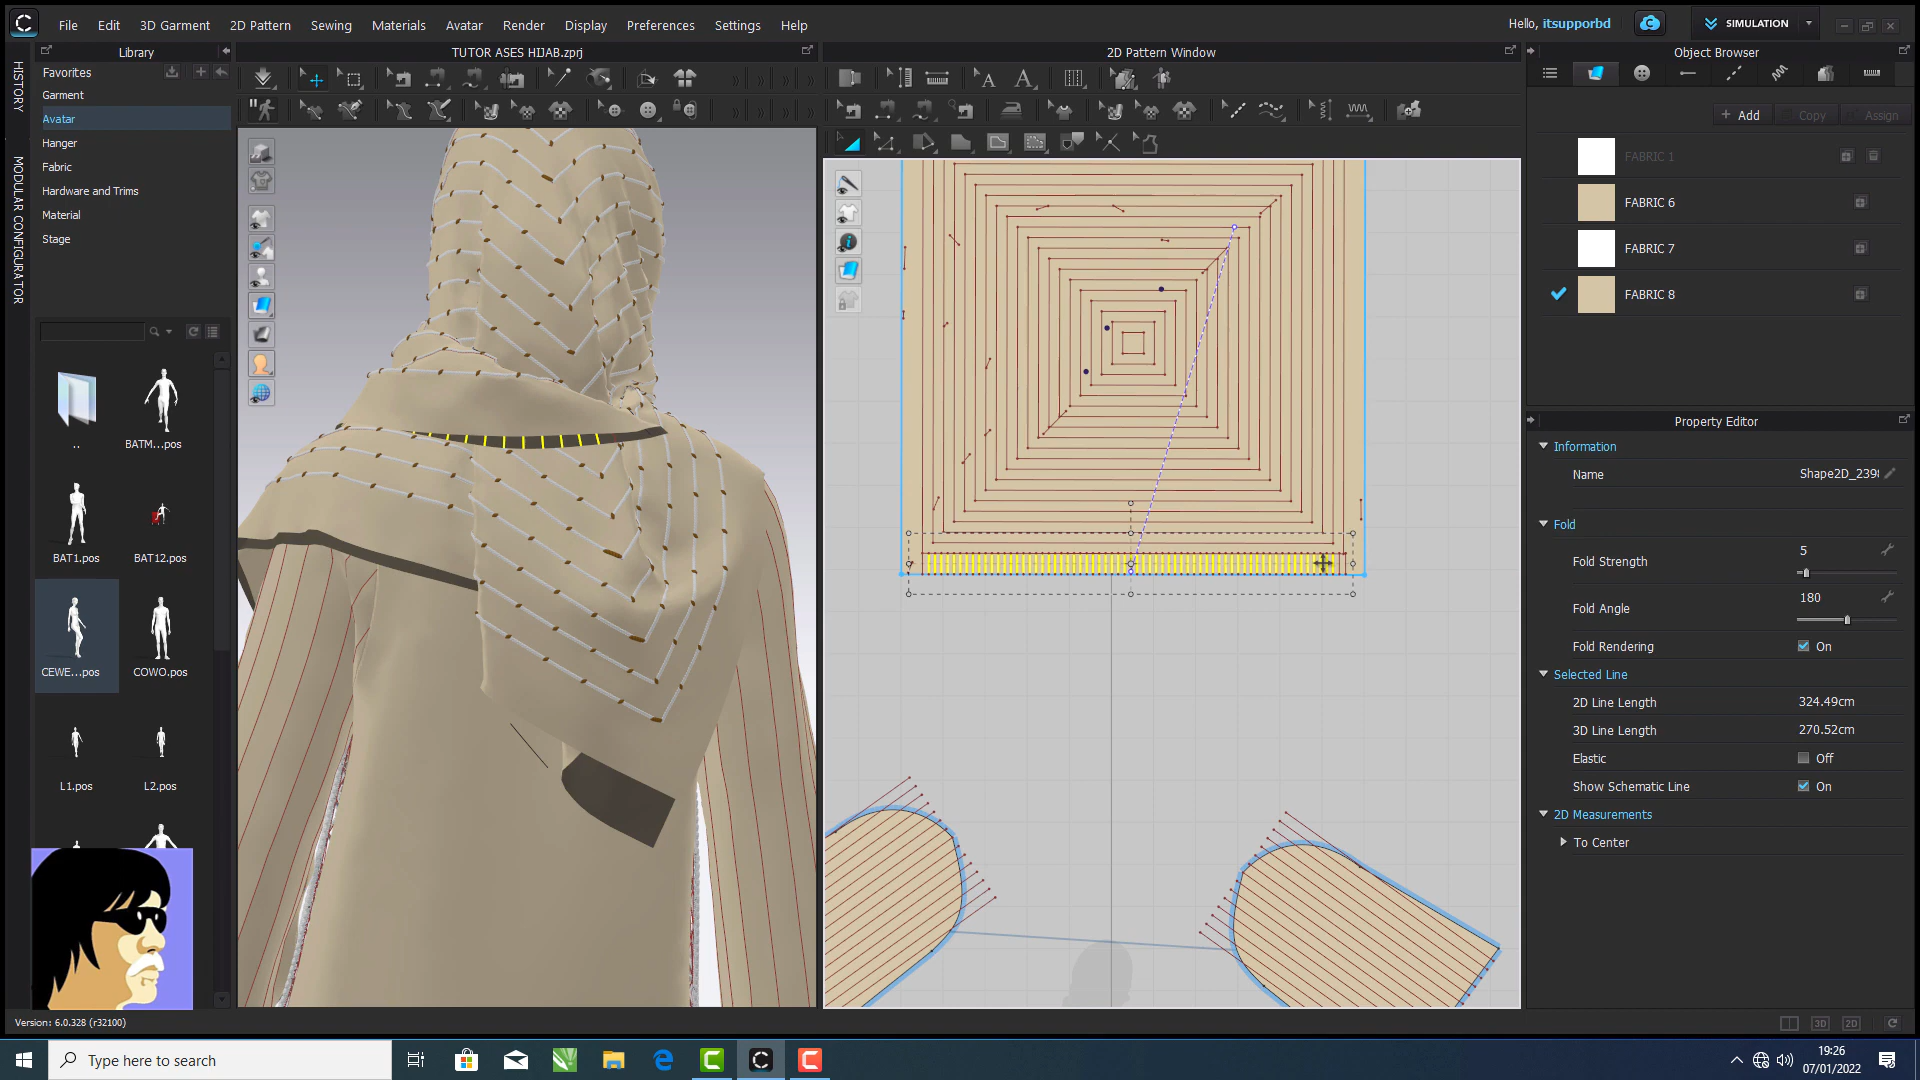 File Edit 3D Garment 2D Pattern Sewing Materials Avatar Render Display Preferences Settings Help
Hello, itsupporbd
SIMULATION
HISTORY
MODULAR CONFIGURATOR
Library
Favorites
Garment
Avatar
Hanger
Fabric
Hardware and Trims
Material
Stage
..
BATM...pos
BAT1.pos
BAT12.pos
CEWE...pos
COWO.pos
L1.pos
L2.pos
Version: 6.0.328 (r32100)
TUTOR ASES HIJAB.zprj
2D Pattern Window
Object Browser
+ Add
Copy
Assign
FABRIC 1
FABRIC 6
FABRIC 7
FABRIC 8
Property Editor
Information
Name Shape2D_239
Fold
Fold Strength 5
Fold Angle 180
Fold Rendering On
Selected Line
2D Line Length 324.49cm
3D Line Length 270.52cm
Elastic Off
Show Schematic Line On
2D Measurements
To Center
3D
2D
Type here to search
19:26
07/01/2022